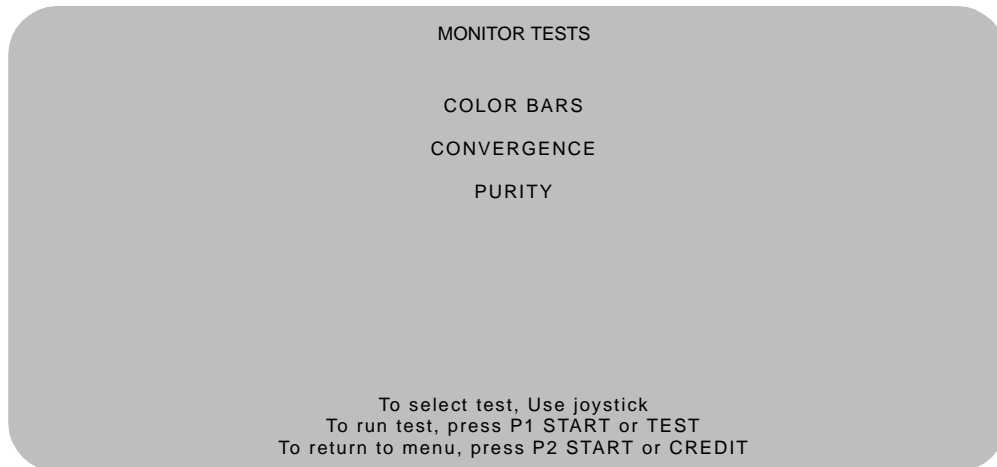 MONITOR TESTS
COLOR BARS
CONVERGENCE
PURITY
To select test, Use joystick
To run test, press P1 START or TEST
To return to menu, press P2 START or CREDIT